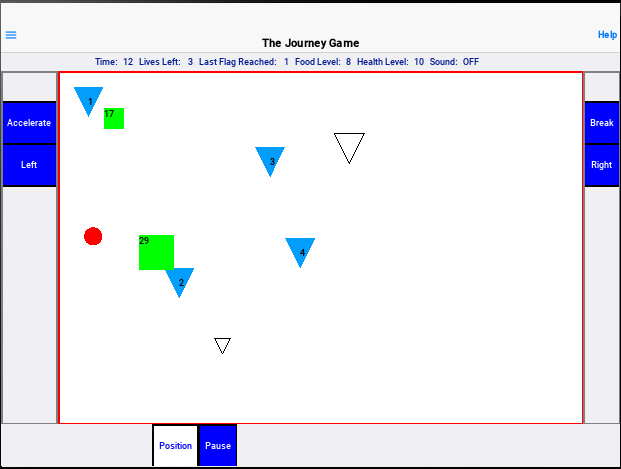 The Journey Game
Help
Time: 12 Lives Left: 3 Last Flag Reached: 1 Food Level: 8 Health Level: 10 Sound: OFF
1
17
Accelerate
Break
3
Left
Right
29
4
2
Position
Pause